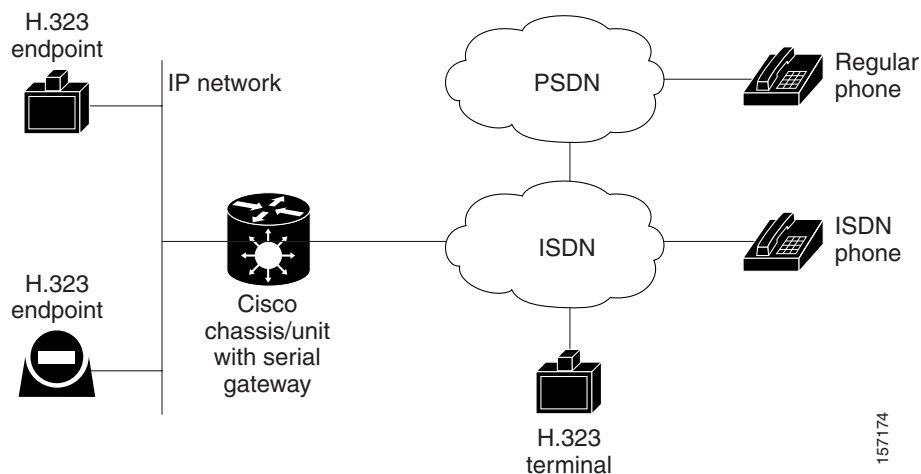 H.323
endpoint
IP network
PSDN
Regular
phone
ISDN
ISDN
phone
H.323
endpoint
Cisco
chassis/unit
with serial
gateway
H.323
terminal
157174